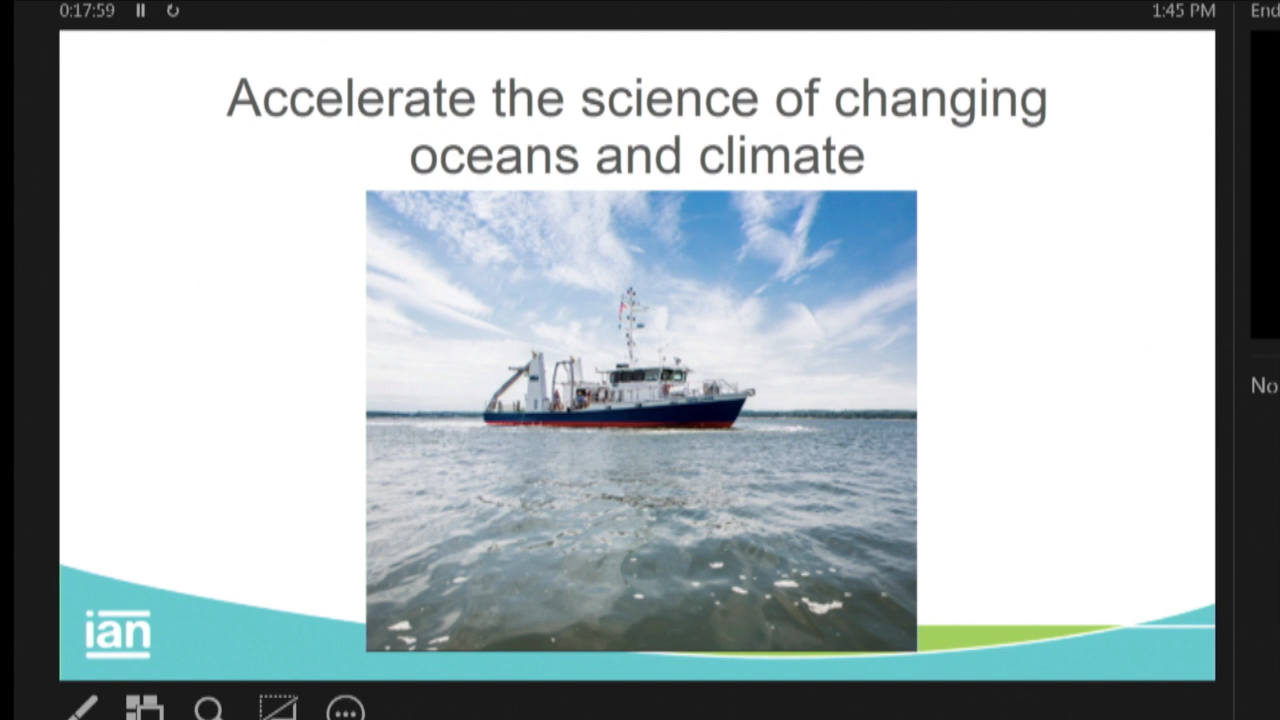 0:17:59
1:45 PM
End
Accelerate the science of changing
oceans and climate
No
ian